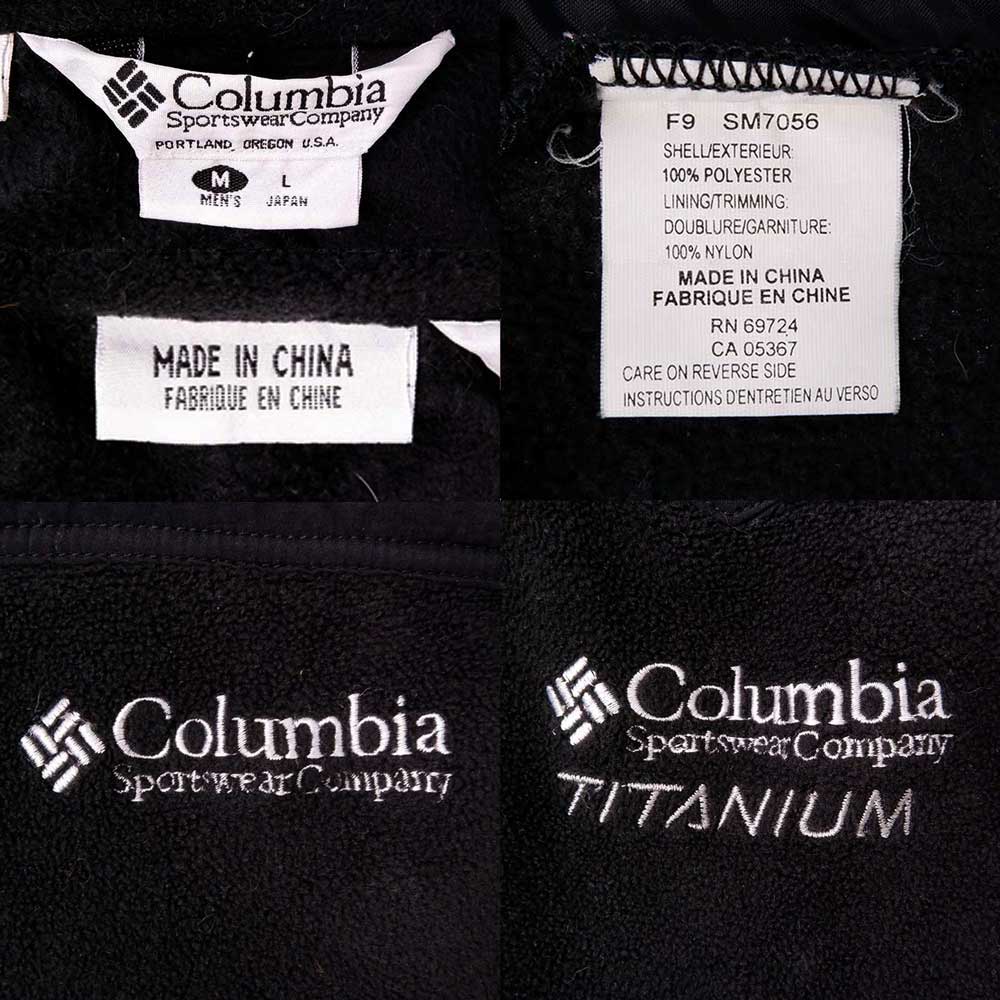 Columbia
Sportswear Company
PORTLAND, OREGON U.S.A.
M L
MEN'S JAPAN
MADE IN CHINA
FABRIQUE EN CHINE
F9 SM7056
SHELL/EXTERIEUR:
100% POLYESTER
LINING/TRIMMING:
DOUBLURE/GARNITURE:
100% NYLON
MADE IN CHINA
FABRIQUE EN CHINE
RN 69724
CA 05367
CARE ON REVERSE SIDE
INSTRUCTIONS D'ENTRETIEN AU VERSO
Columbia
Sportswear Company
Columbia
Sportswear Company
TITANIUM